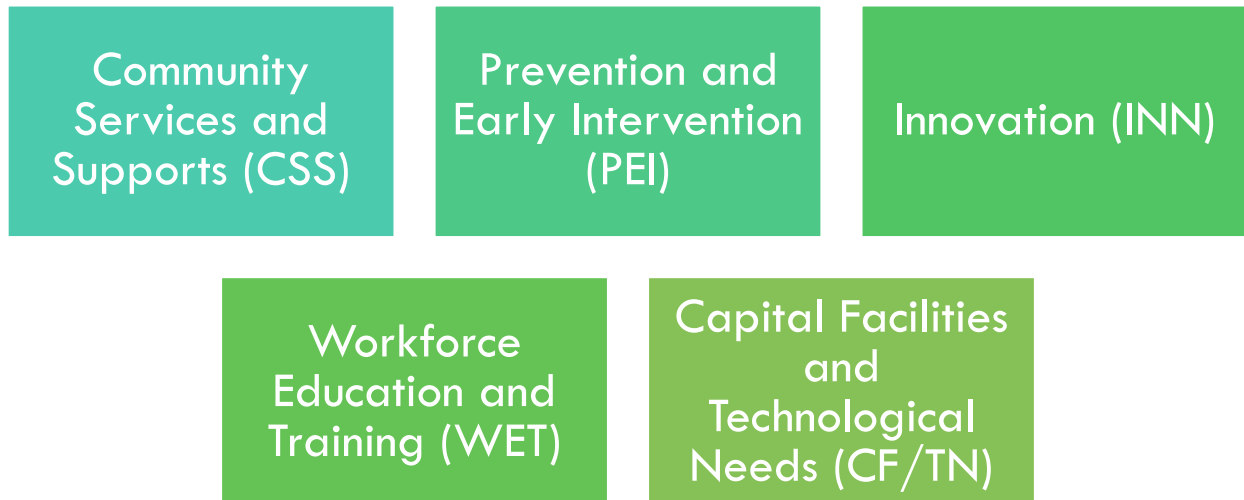 Community
Services and
Supports (CSS)
Prevention and
Early Intervention
(PEI)
Innovation (INN)
Workforce
Education and
Training (WET)
Capital Facilities
and
Technological
Needs (CF/TN)